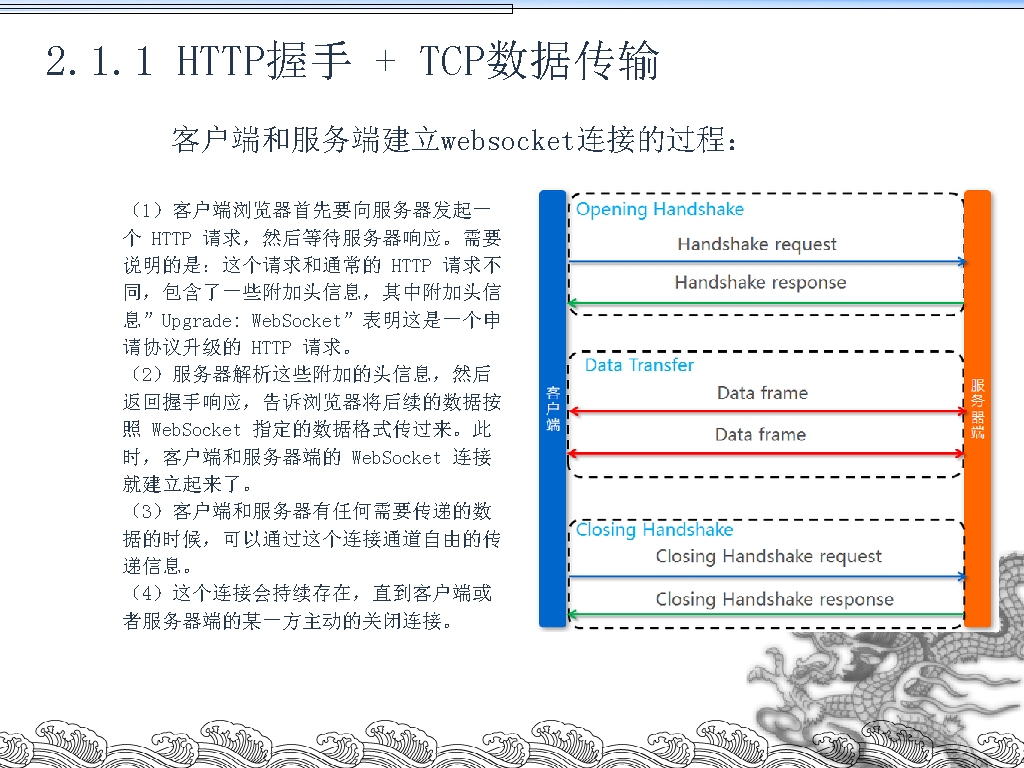 2.1.1 HTTP握手 + TCP数据传输
客户端和服务端建立websocket连接的过程：
（1）客户端浏览器首先要向服务器发起一
个 HTTP 请求，然后等待服务器响应。需要
说明的是：这个请求和通常的 HTTP 请求不
同，包含了一些附加头信息，其中附加头信
息”Upgrade: WebSocket”表明这是一个申
请协议升级的 HTTP 请求。
（2）服务器解析这些附加的头信息，然后
返回握手响应，告诉浏览器将后续的数据按
照 WebSocket 指定的数据格式传过来。此
时，客户端和服务器端的 WebSocket 连接
就建立起来了。
（3）客户端和服务器有任何需要传递的数
据的时候，可以通过这个连接通道自由的传
递信息。
（4）这个连接会持续存在，直到客户端或
者服务器端的某一方主动的关闭连接。
客户端
Opening Handshake
Handshake request
Handshake response
Data Transfer
Data frame
Data frame
Closing Handshake
Closing Handshake request
Closing Handshake response
服务器端